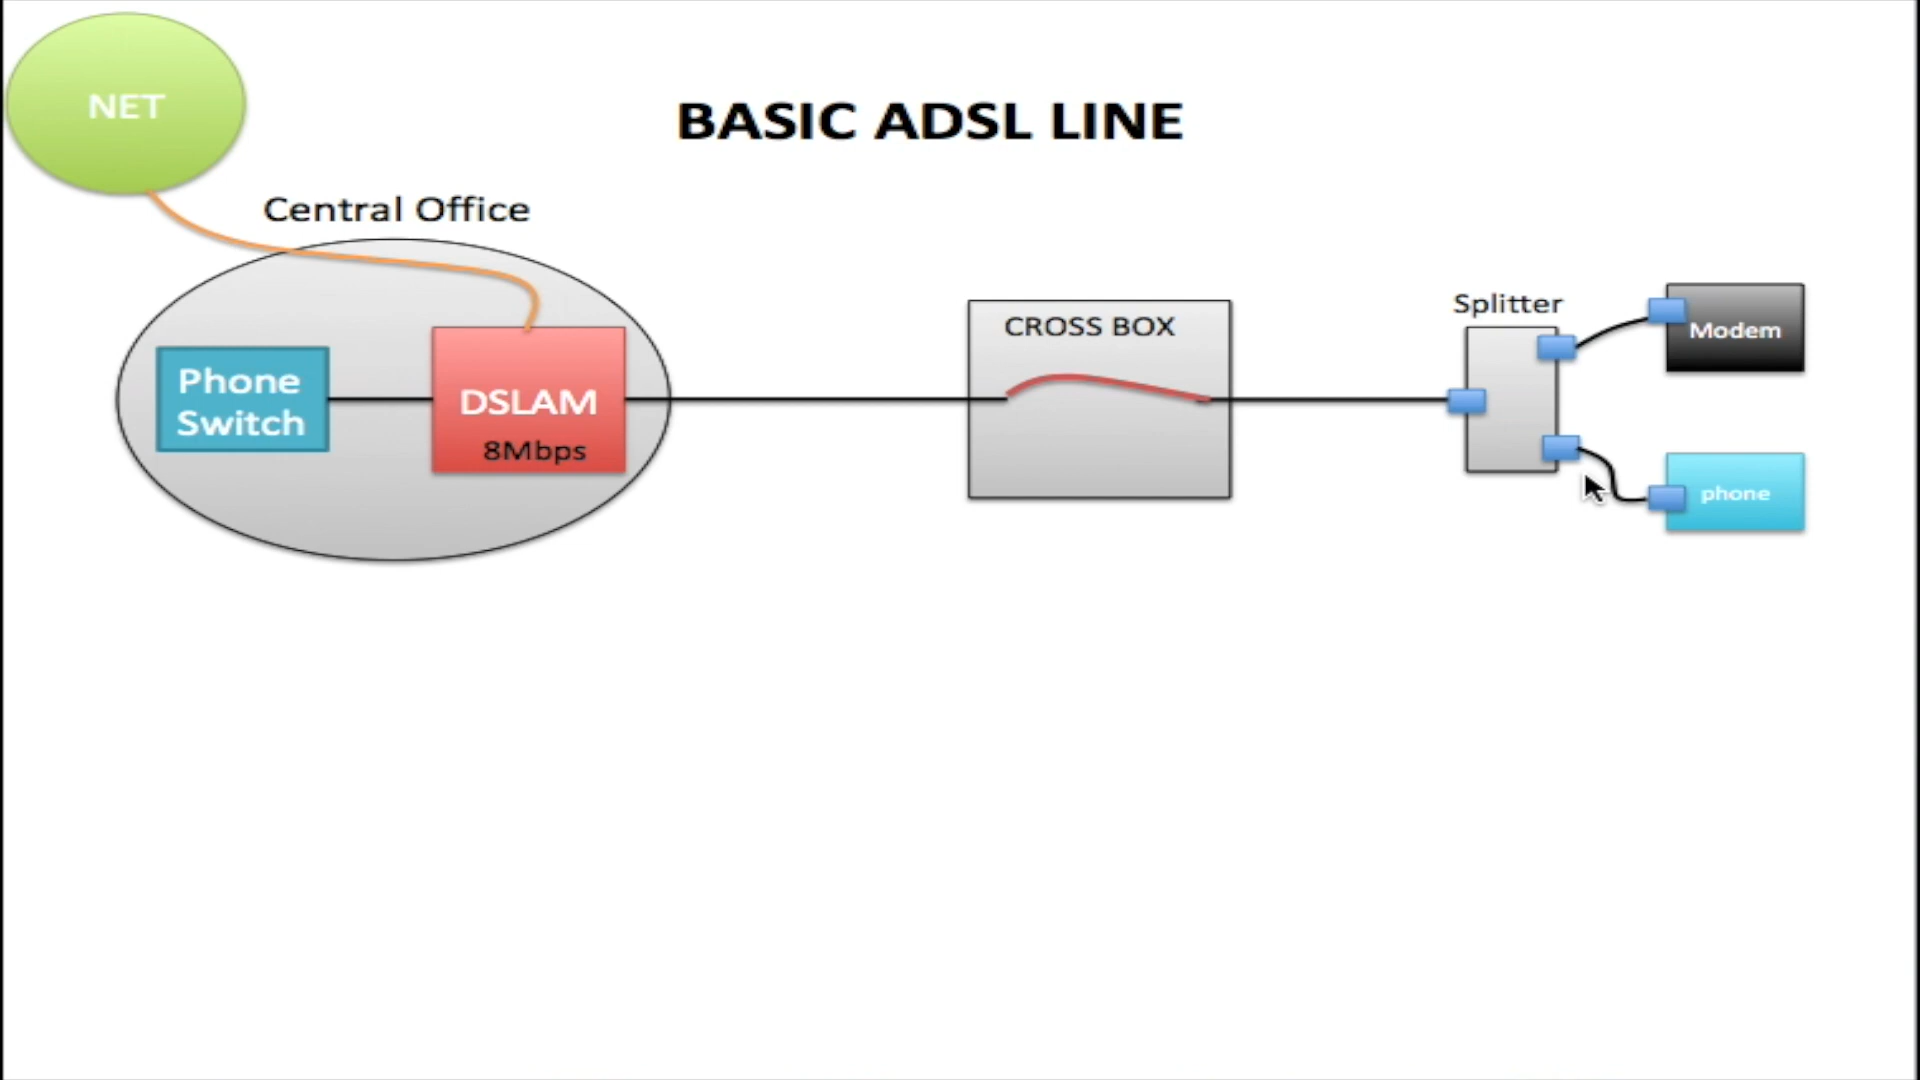 NET
BASIC ADSL LINE
Central Office
Phone
Switch
DSLAM
8Mbps
CROSS BOX
Splitter
Modem
phone